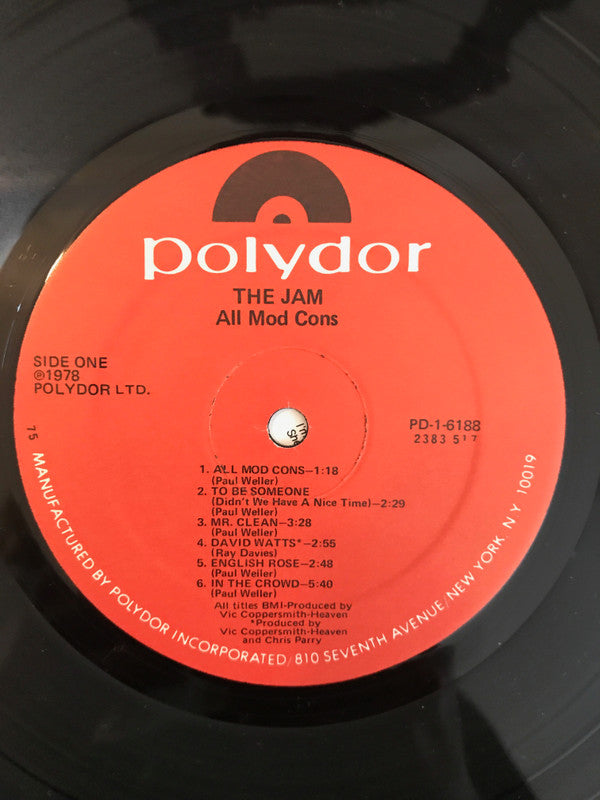 polydor
THE JAM
All Mod Cons
SIDE ONE
℗1978
POLYDOR LTD.
PD-1-6188
2383 517
1. ALL MOD CONS—1:18
(Paul Weller)
2. TO BE SOMEONE
(Didn't We Have A Nice Time)—2:29
(Paul Weller)
3. MR. CLEAN—3:28
(Paul Weller)
4. DAVID WATTS*—2:55
(Ray Davies)
5. ENGLISH ROSE—2:48
(Paul Weller)
6. IN THE CROWD—5:40
(Paul Weller)
All titles BMI-Produced by
Vic Coppersmith-Heaven
*Produced by
Vic Coppersmith-Heaven
and Chris Parry
75 MANUFACTURED BY POLYDOR INCORPORATED/810 SEVENTH AVENUE/NEW YORK, N Y 10019